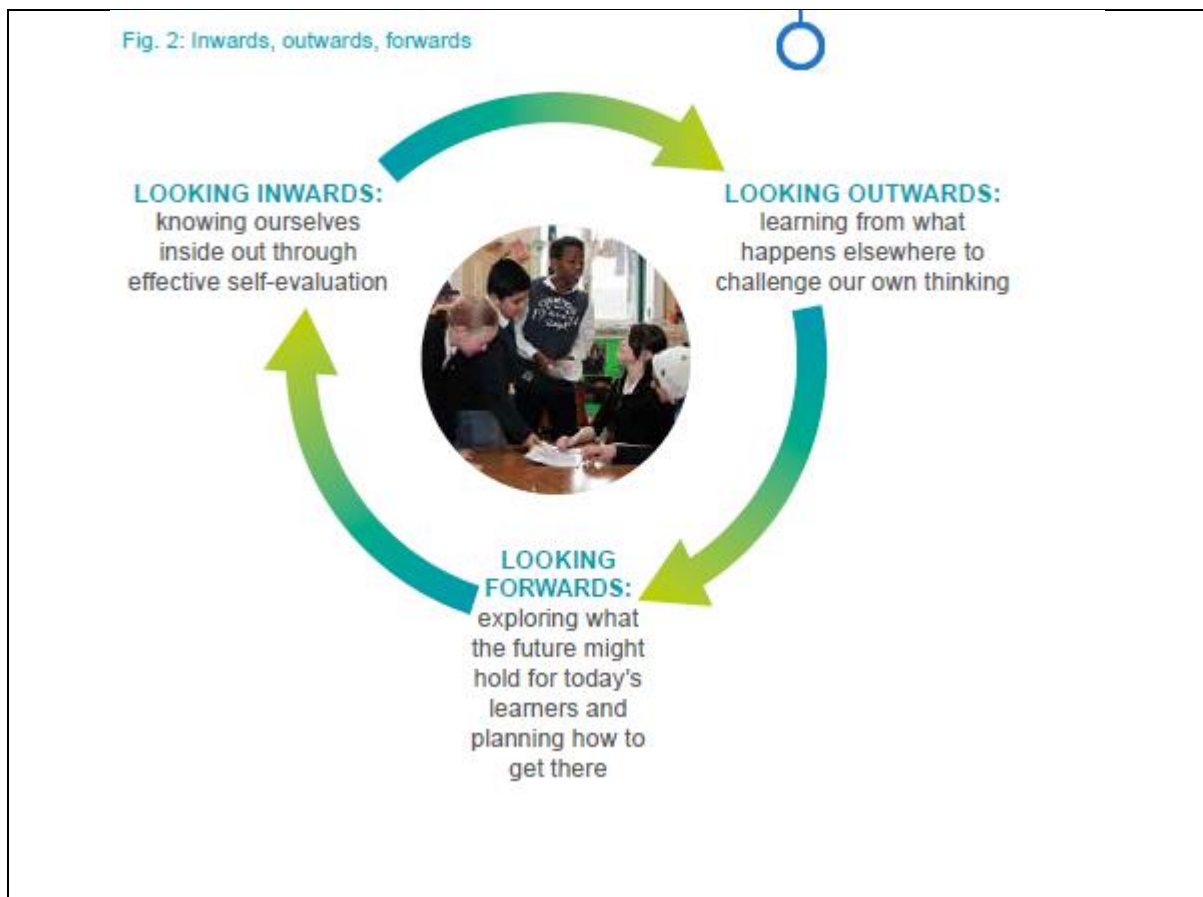 Fig. 2: Inwards, outwards, forwards
LOOKING INWARDS:
knowing ourselves
inside out through
effective self-evaluation
LOOKING OUTWARDS:
learning from what
happens elsewhere to
challenge our own thinking
LOOKING
FORWARDS:
exploring what
the future might
hold for today's
learners and
planning how to
get there